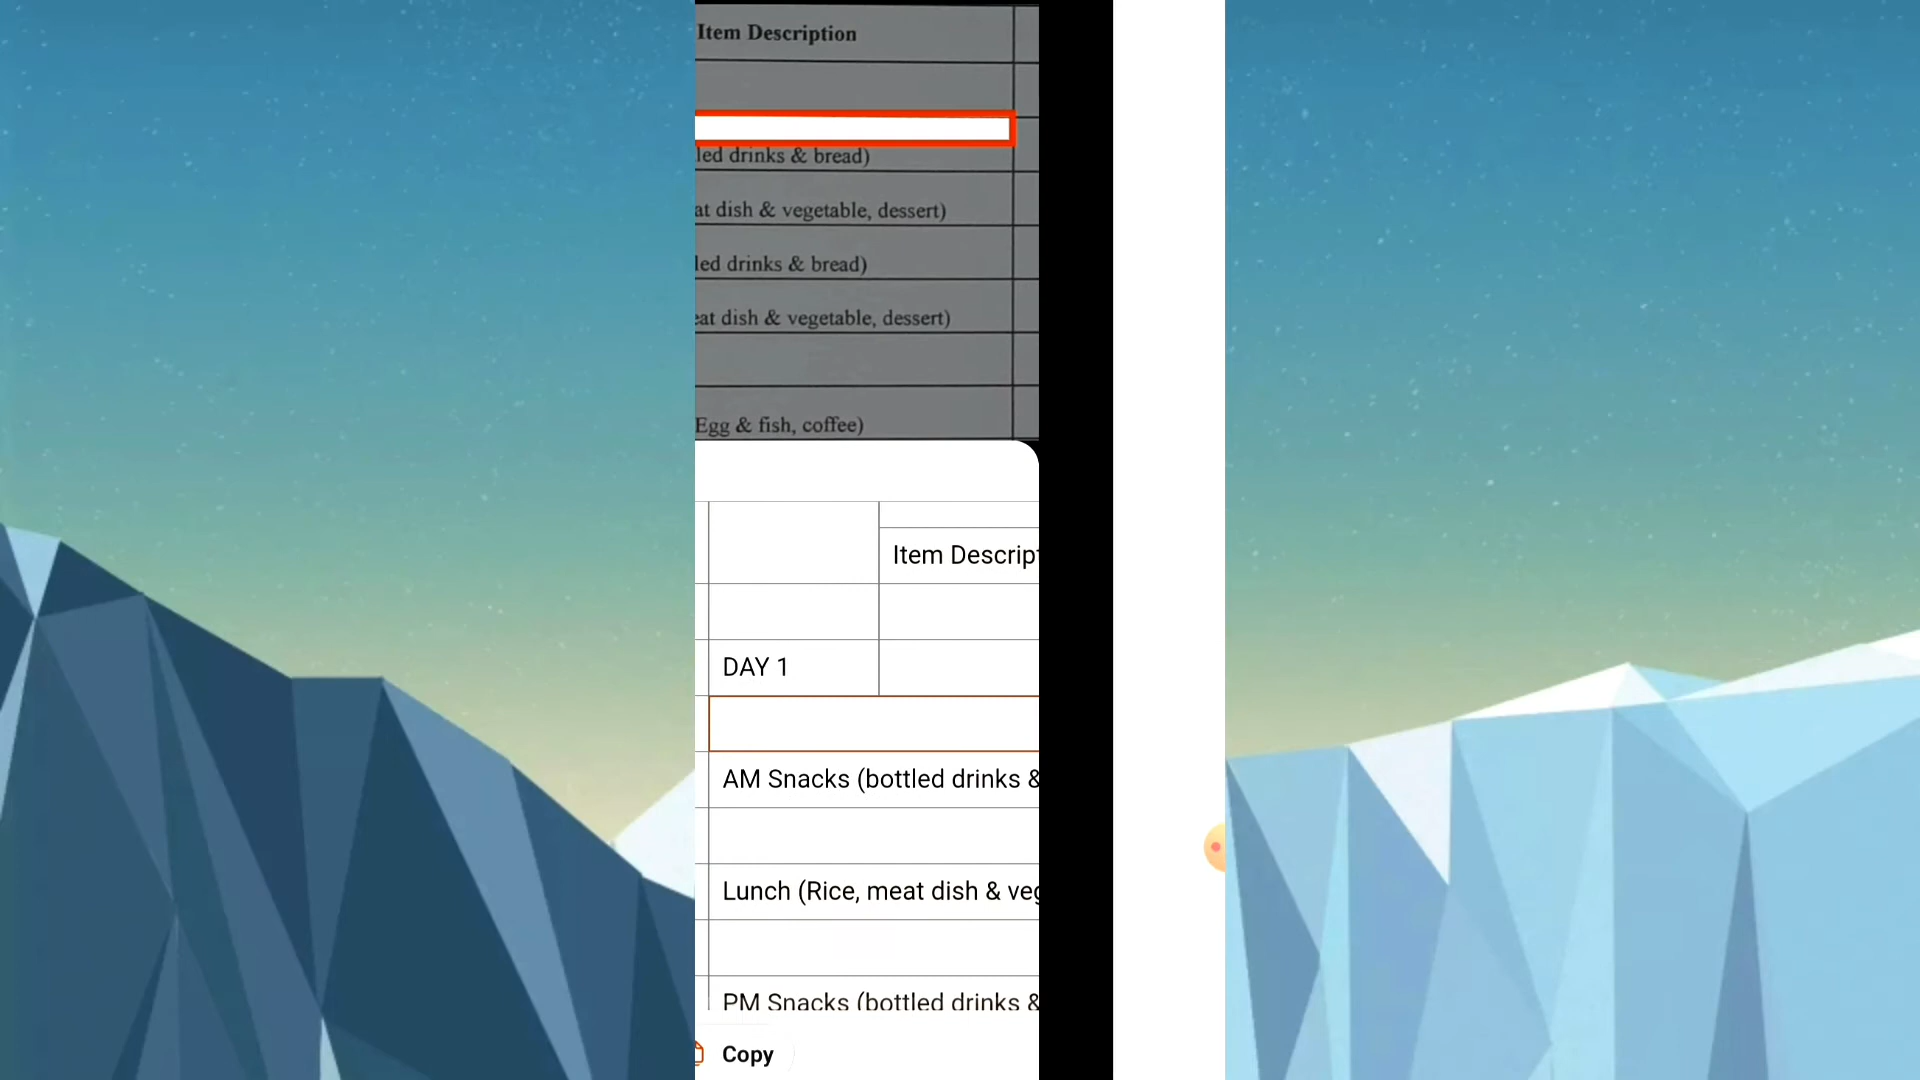 Item Description
led drinks & bread)
at dish & vegetable, dessert)
led drinks & bread)
eat dish & vegetable, dessert)
Egg & fish, coffee)
Item Descrip
DAY 1
AM Snacks (bottled drinks &
Lunch (Rice, meat dish & veg
PM Snacks (bottled drinks &
Copy